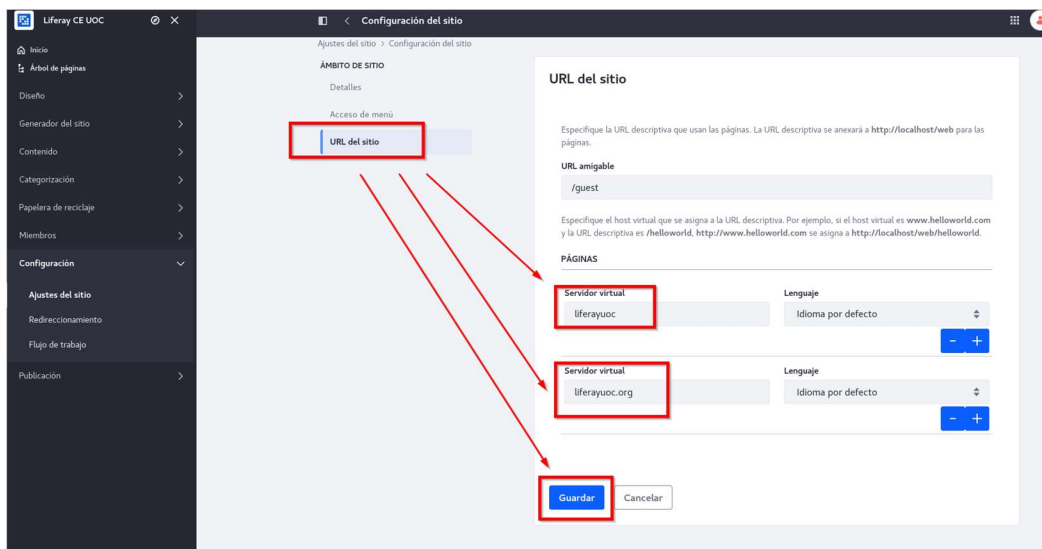 Liferay CE UOC
Inicio
Árbol de páginas
Diseño
Generador del sitio
Contenido
Categorización
Papelera de reciclaje
Miembros
Configuración
Ajustes del sitio
Redireccionamiento
Flujo de trabajo
Publicación
Configuración del sitio
Ajustes del sitio > Configuración del sitio
ÁMBITO DE SITIO
Detalles
Acceso de menú
URL del sitio
URL del sitio
Especifique la URL descriptiva que usan las páginas. La URL descriptiva se anexará a http://localhost/web para las
páginas.
URL amigable
/guest
Especifique el host virtual que se asigna a la URL descriptiva. Por ejemplo, si el host virtual es www.helloworld.com
y la URL descriptiva es /helloworld, http://www.helloworld.com se asigna a http://localhost/web/helloworld.
PÁGINAS
Servidor virtual Lenguaje
liferayuoc Idioma por defecto
- +
Servidor virtual Lenguaje
liferayuoc.org Idioma por defecto
- +
Guardar Cancelar